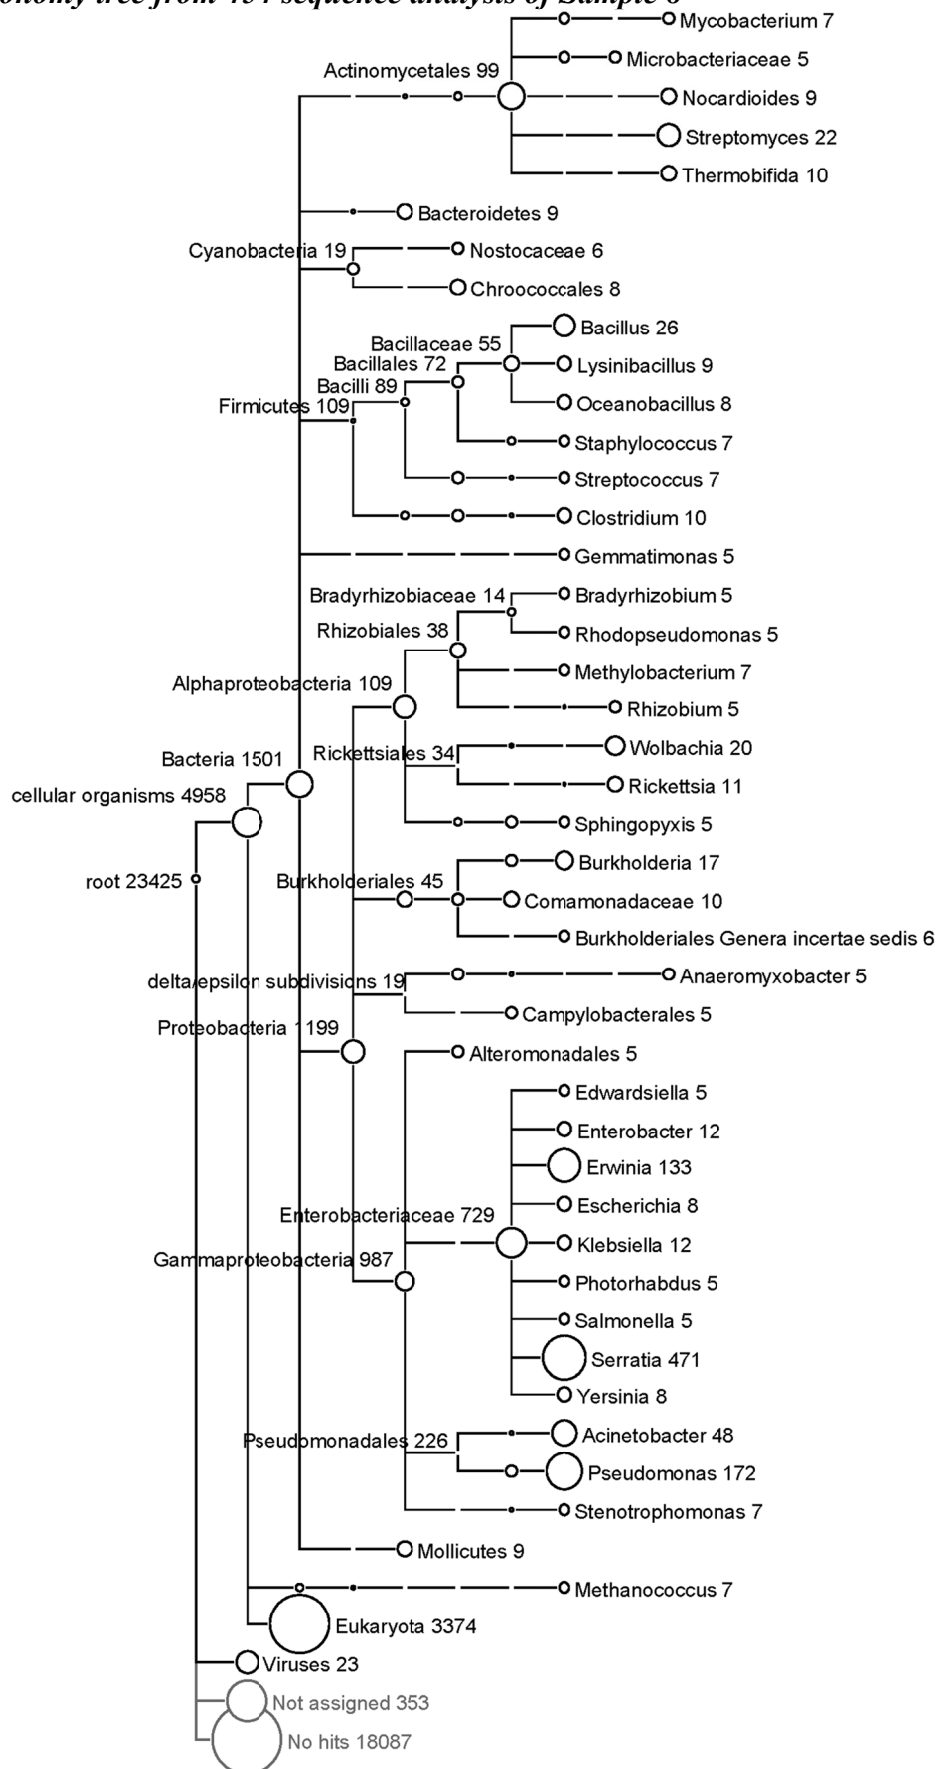 tree from 454 sequence analysis of Sample
Mycobacterium 7
Microbacteriaceae 5
Actinomycetales 99
Nocardioides 9
Streptomyces 22
Thermobifida 10
Bacteroidetes 9
Cyanobacteria 19
Nostocaceae 6
Chroococcales 8
Bacillus 26
Bacillaceae 55
Bacillales 72
Lysinibacillus 9
Bacilli 89
Oceanobacillus 8
Firmicutes 109
Staphylococcus 7
Streptococcus 7
Clostridium 10
Gemmatimonas 5
Bradyrhizobiaceae 14
Bradyrhizobium 5
Rhizobiales 38
Rhodopseudomonas 5
Methylobacterium 7
Alphaproteobacteria 109
Rhizobium 5
Rickettsiales 34
Wolbachia 20
Bacteria 1501
Rickettsia 11
cellular organisms 4958
Sphingopyxis 5
Burkholderia 17
root 23425
Burkholderiales 45
Comamonadaceae 10
Burkholderiales Genera incertae sedis 6
delta/epsilon subdivisions 19
Anaeromyxobacter 5
Campylobacterales 5
Proteobacteria 1199
Alteromonadales 5
Edwardsiella 5
Enterobacter 12
Erwinia 133
Escherichia 8
Enterobacteriaceae 729
Klebsiella 12
Gammaproteobacteria 987
Photorhabdus 5
Salmonella 5
Serratia 471
Yersinia 8
Pseudomonadales 226
Acinetobacter 48
Pseudomonas 172
Stenotrophomonas 7
Mollicutes 9
Methanococcus 7
Eukaryota 3374
Viruses 23
Not assigned 353
No hits 18087